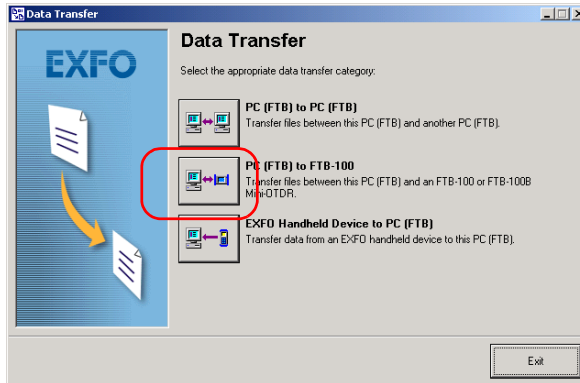 Data Transfer
EXFO
Data Transfer
Select the appropriate data transfer category:
PC (FTB) to PC (FTB)
Transfer files between this PC (FTB) and another PC (FTB).
PC (FTB) to FTB-100
Transfer files between this PC (FTB) and an FTB-100 or FTB-100B
Mini-OTDR.
EXFO Handheld Device to PC (FTB)
Transfer data from an EXFO handheld device to this PC (FTB).
Exit